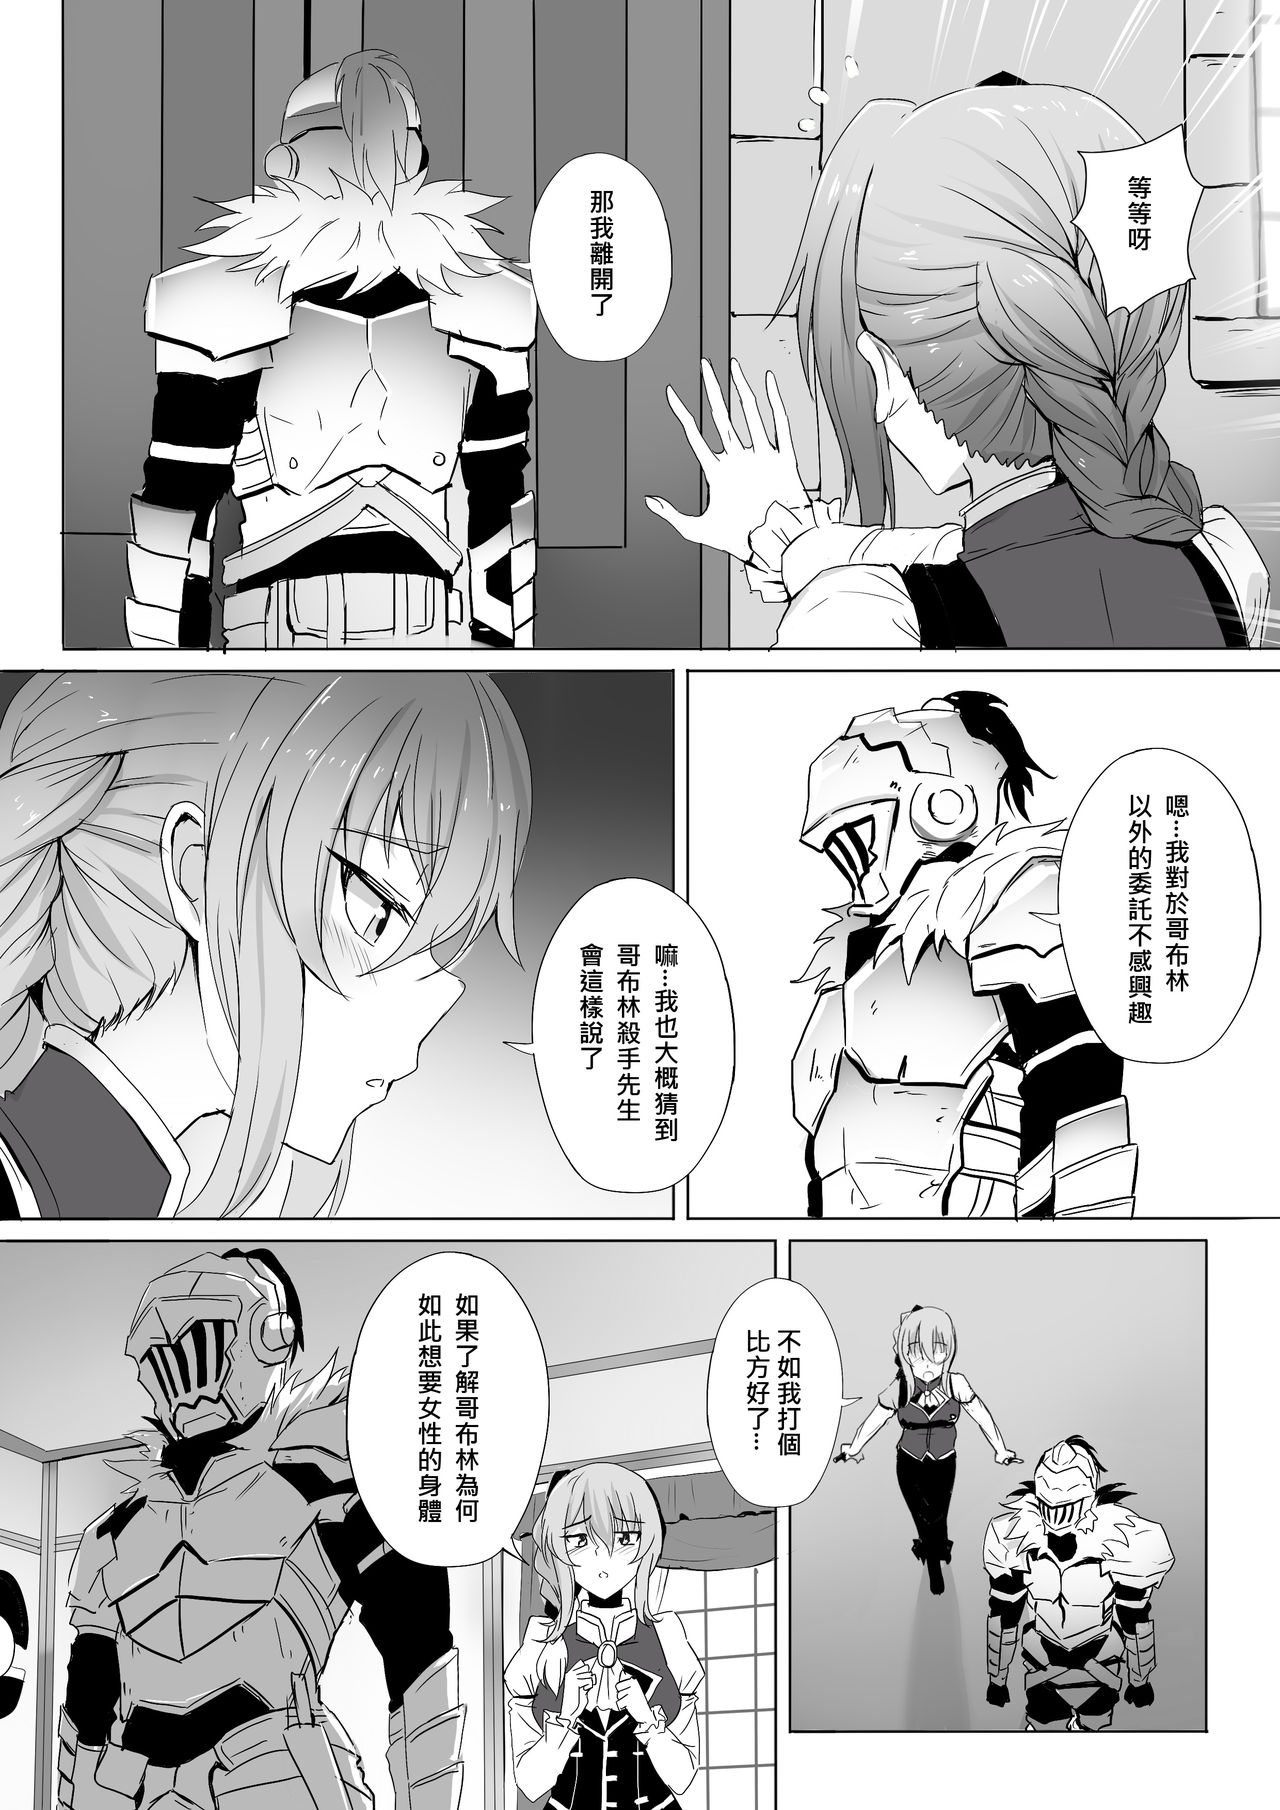 等等呀
那我離開了
嗯…我對於哥布林
以外的委託不感興趣
嘛…我也大概猜到
哥布林殺手先生
會這樣說了
不如我打個
比方好了…
如果了解哥布林為何
如此想要女性的身體